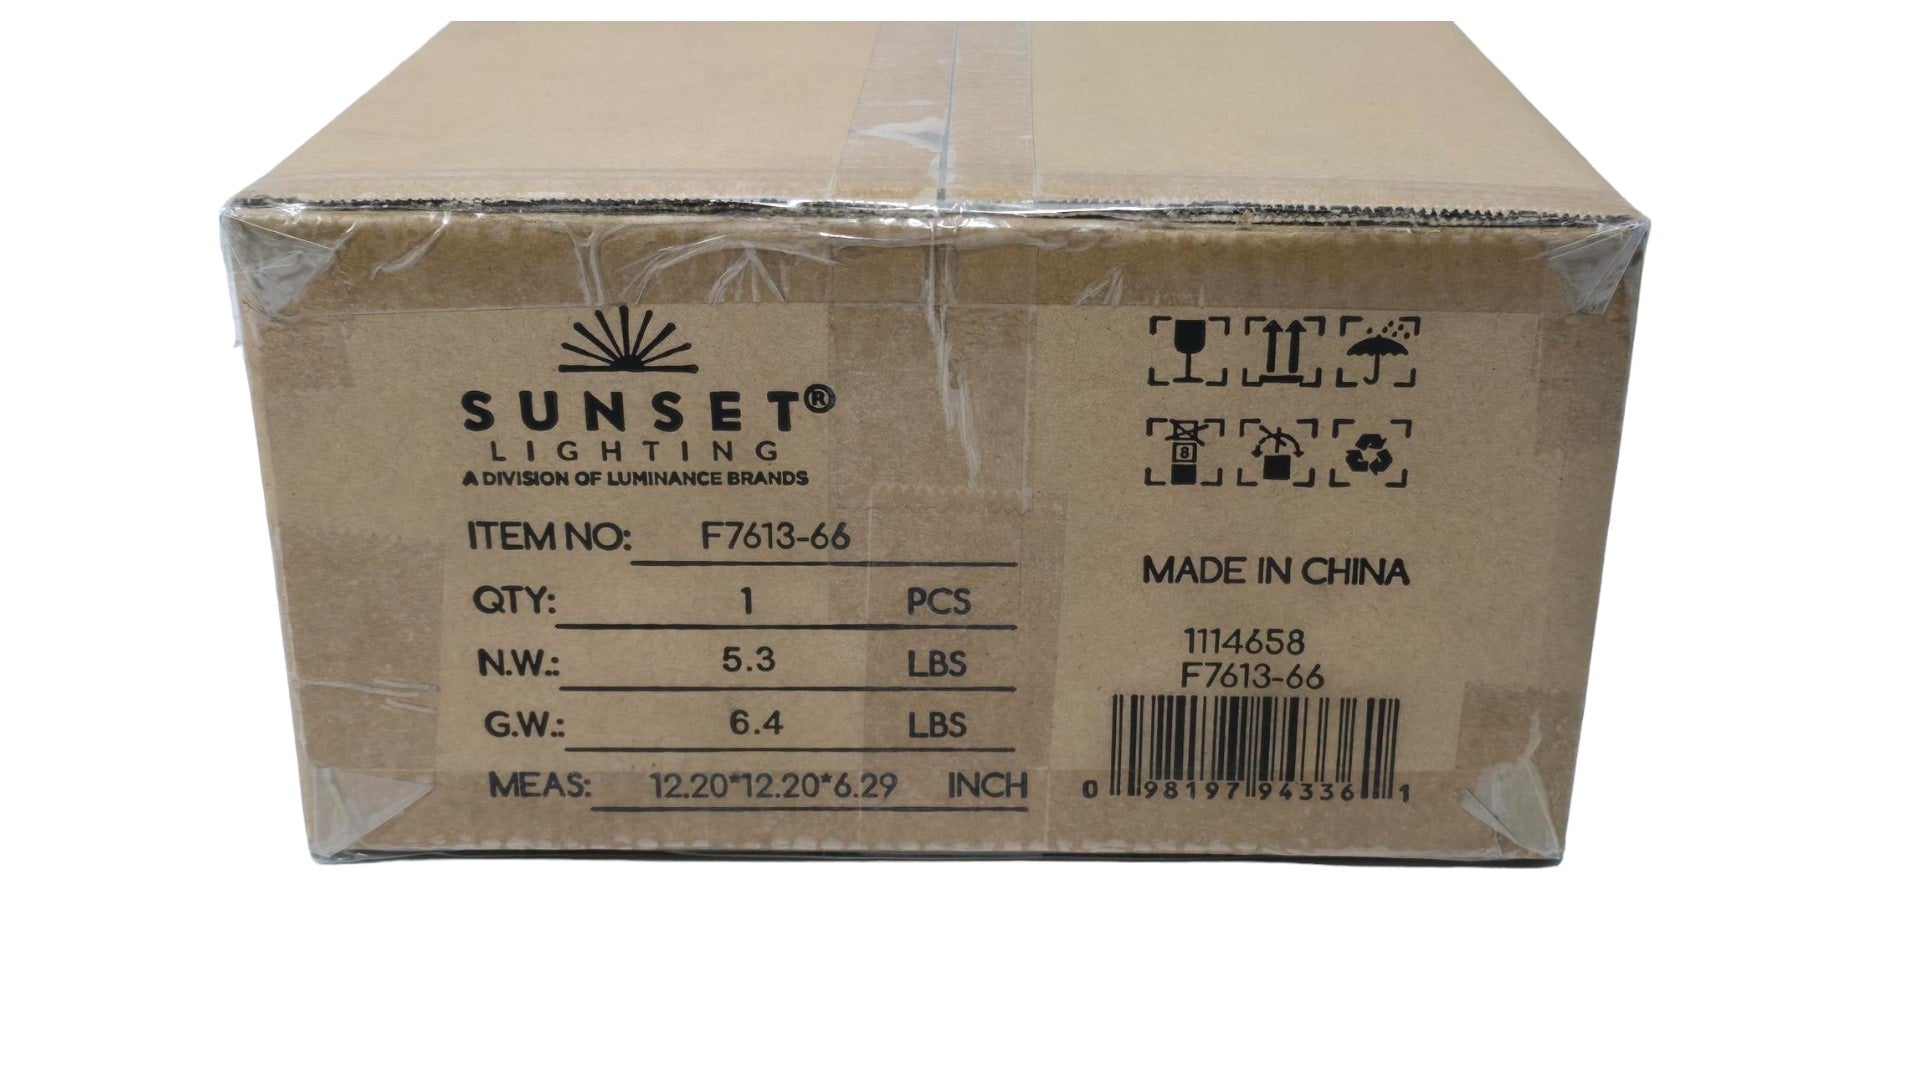 SUNSET®
LIGHTING
A DIVISION OF LUMINANCE BRANDS
ITEM NO: F7613-66
QTY: 1 PCS
N.W.: 5.3 LBS
G.W.: 6.4 LBS
MEAS: 12.20*12.20*6.29 INCH
8
MADE IN CHINA
1114658
F7613-66
0 98197 94336 1